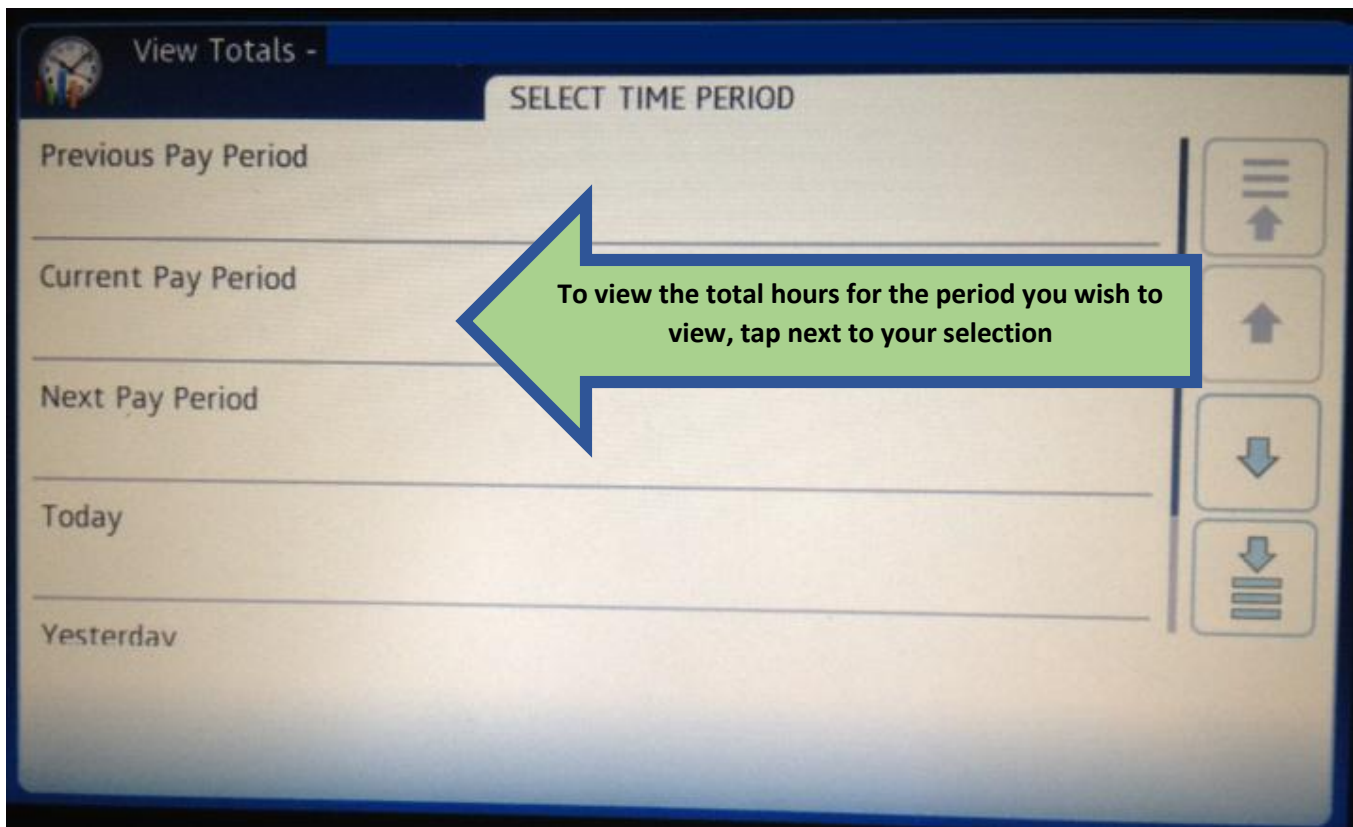 View Totals -
SELECT TIME PERIOD
Previous Pay Period
Current Pay Period
To view the total hours for the period you wish to
view, tap next to your selection
Next Pay Period
Today
Yesterday